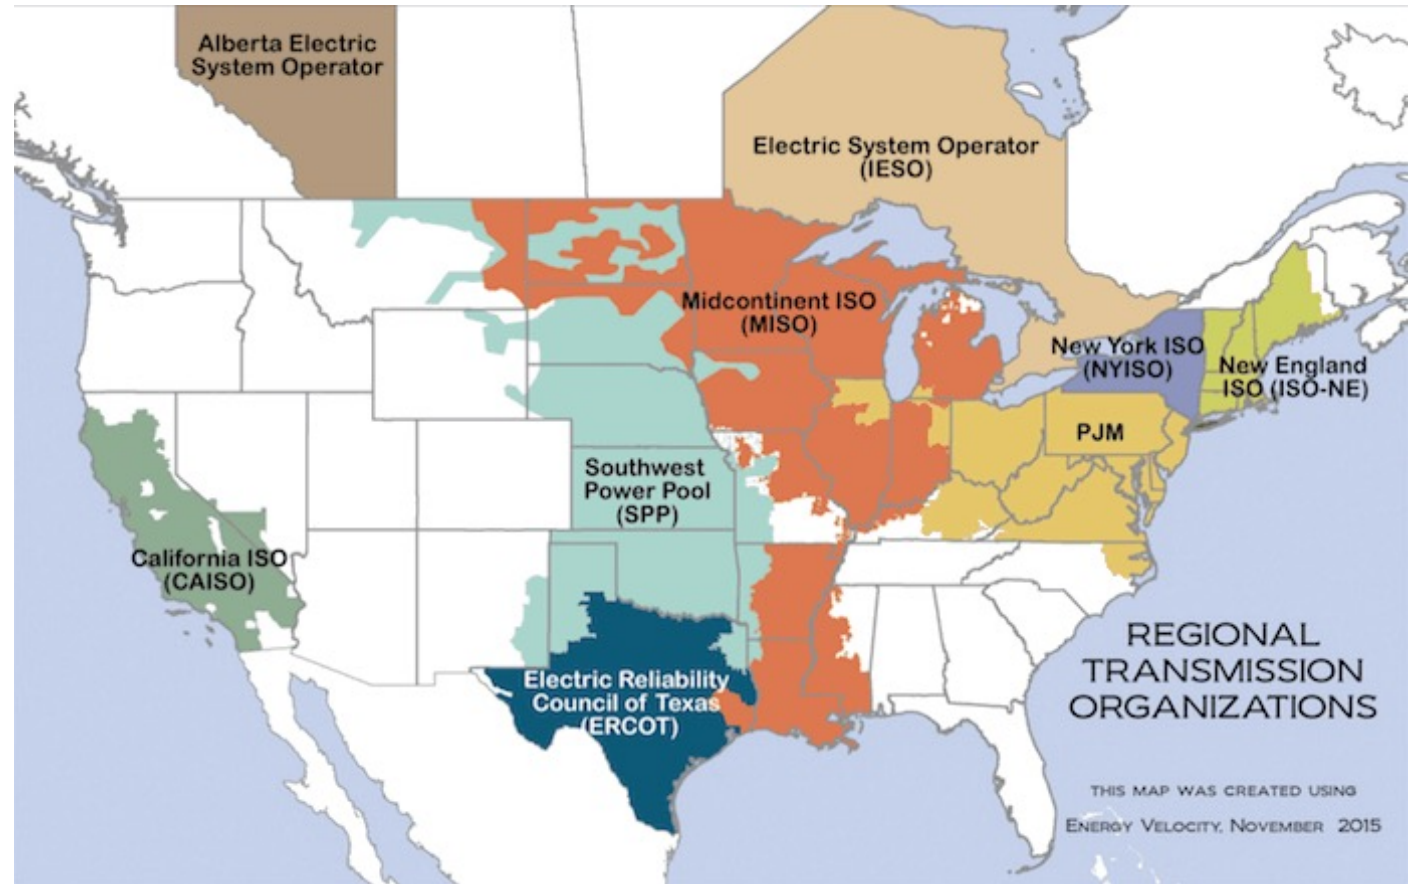 Alberta Electric
System Operator
Electric System Operator
(IESO)
Midcontinent ISO
(MISO)
New York ISO
(NYISO)
New England
ISO (ISO-NE)
PJM
Southwest
Power Pool
(SPP)
California ISO
(CAISO)
Electric Reliability
Council of Texas
(ERCOT)
REGIONAL
TRANSMISSION
ORGANIZATIONS
THIS MAP WAS CREATED USING
ENERGY VELOCITY, NOVEMBER 2015